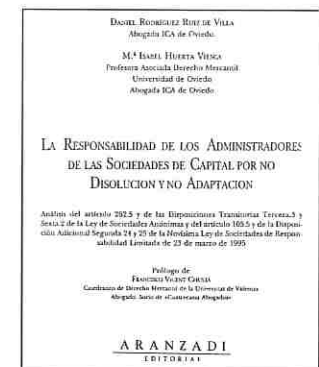 DANIEL RODRÍGUEZ RUIZ DE VILLA
Abogado ICA de Oviedo
M.ª ISABEL HUERTA VIESCA
Profesora Asociada Derecho Mercantil
Universidad de Oviedo
Abogada ICA de Oviedo
LA RESPONSABILIDAD DE LOS ADMINISTRADORES
DE LAS SOCIEDADES DE CAPITAL POR NO
DISOLUCION Y NO ADAPTACION
Análisis del artículo 262.5 y de las Disposiciones Transitorias Tercera.3 y
Sexta.2 de la Ley de Sociedades Anónimas y del artículo 105.5 y de la Disposi-
ción Adicional Segunda 24 y 25 de la Novísima Ley de Sociedades de Respon-
sabilidad Limitada de 23 de marzo de 1995
Prólogo de
FRANCISCO VICENT CHULIÁ
Catedrático de Derecho Mercantil de la Universitat de València
Abogado. Socio de «Cuatrecasas Abogados»
ARANZADI
EDITORIAL